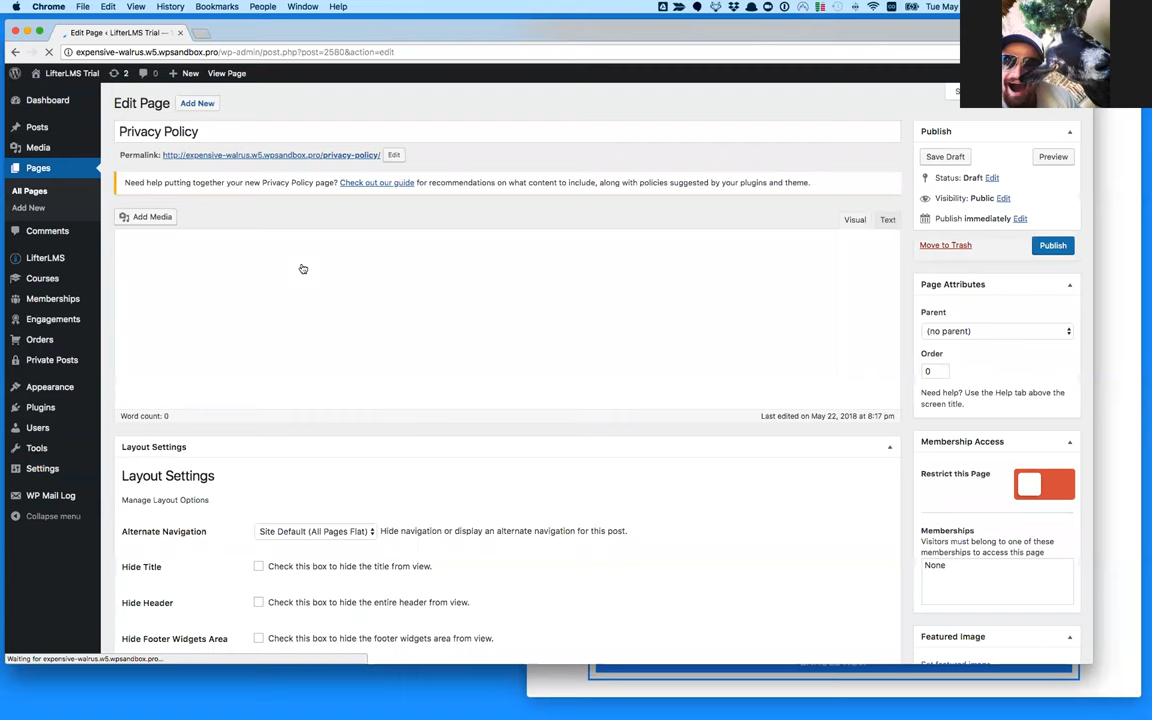 Chrome File Edit View History Bookmarks People Window Help Tue May
Edit Page ‹ LifterLMS Trial —
expensive-walrus.w5.wpsandbox.pro/wp-admin/post.php?post=2580&action=edit
LifterLMS Trial 2 0 New View Page
Dashboard
Posts
Media
Pages
All Pages
Add New
Comments
LifterLMS
Courses
Memberships
Engagements
Orders
Private Posts
Appearance
Plugins
Users
Tools
Settings
WP Mail Log
Collapse menu
Edit Page Add New
Privacy Policy
Permalink: http://expensive-walrus.w5.wpsandbox.pro/privacy-policy/ Edit
Need help putting together your new Privacy Policy page? Check out our guide for recommendations on what content to include, along with policies suggested by your plugins and theme.
Add Media
Visual Text
Word count: 0
Last edited on May 22, 2018 at 8:17 pm
Layout Settings
Layout Settings
Manage Layout Options
Alternate Navigation Site Default (All Pages Flat) Hide navigation or display an alternate navigation for this post.
Hide Title Check this box to hide the title from view.
Hide Header Check this box to hide the entire header from view.
Hide Footer Widgets Area Check this box to hide the footer widgets area from view.
Publish
Save Draft Preview
Status: Draft Edit
Visibility: Public Edit
Publish immediately Edit
Move to Trash Publish
Page Attributes
Parent
(no parent)
Order
0
Need help? Use the Help tab above the
screen title.
Membership Access
Restrict this Page
Memberships
Visitors must belong to one of these
memberships to access this page
None
Featured Image
Set featured image
Waiting for expensive-walrus.w5.wpsandbox.pro...